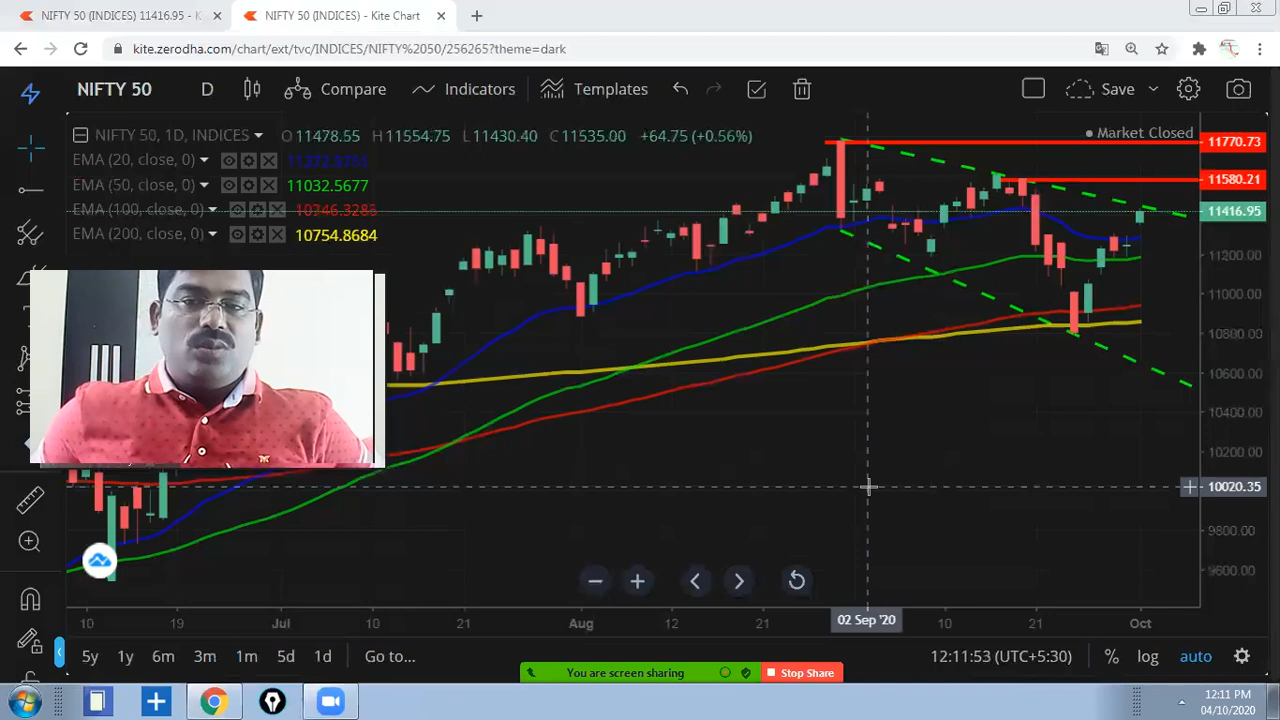 NIFTY 50 (INDICES) 11416.95 - K
NIFTY 50 (INDICES) - Kite Chart
kite.zerodha.com/chart/ext/tvc/INDICES/NIFTY%2050/256265?theme=dark
NIFTY 50 D Compare Indicators Templates Save
NIFTY 50, 1D, INDICES O 11478.55 H 11554.75 L 11430.40 C 11535.00 +64.75 (+0.56%)
Market Closed
EMA (20, close, 0)
EMA (50, close, 0) 11032.5677
EMA (100, close, 0) 10746.3285
EMA (200, close, 0) 10754.8684
11770.73
11580.21
11416.95
11200.00
11000.00
10800.00
10600.00
10400.00
10200.00
10020.35
9800.00
9600.00
10 19 Jul 10 21 Aug 12 21 02 Sep '20 10 21 Oct
5y 1y 6m 3m 1m 5d 1d Go to... 12:11:53 (UTC+5:30) % log auto
You are screen sharing Stop Share
12:11 PM
04/10/2020